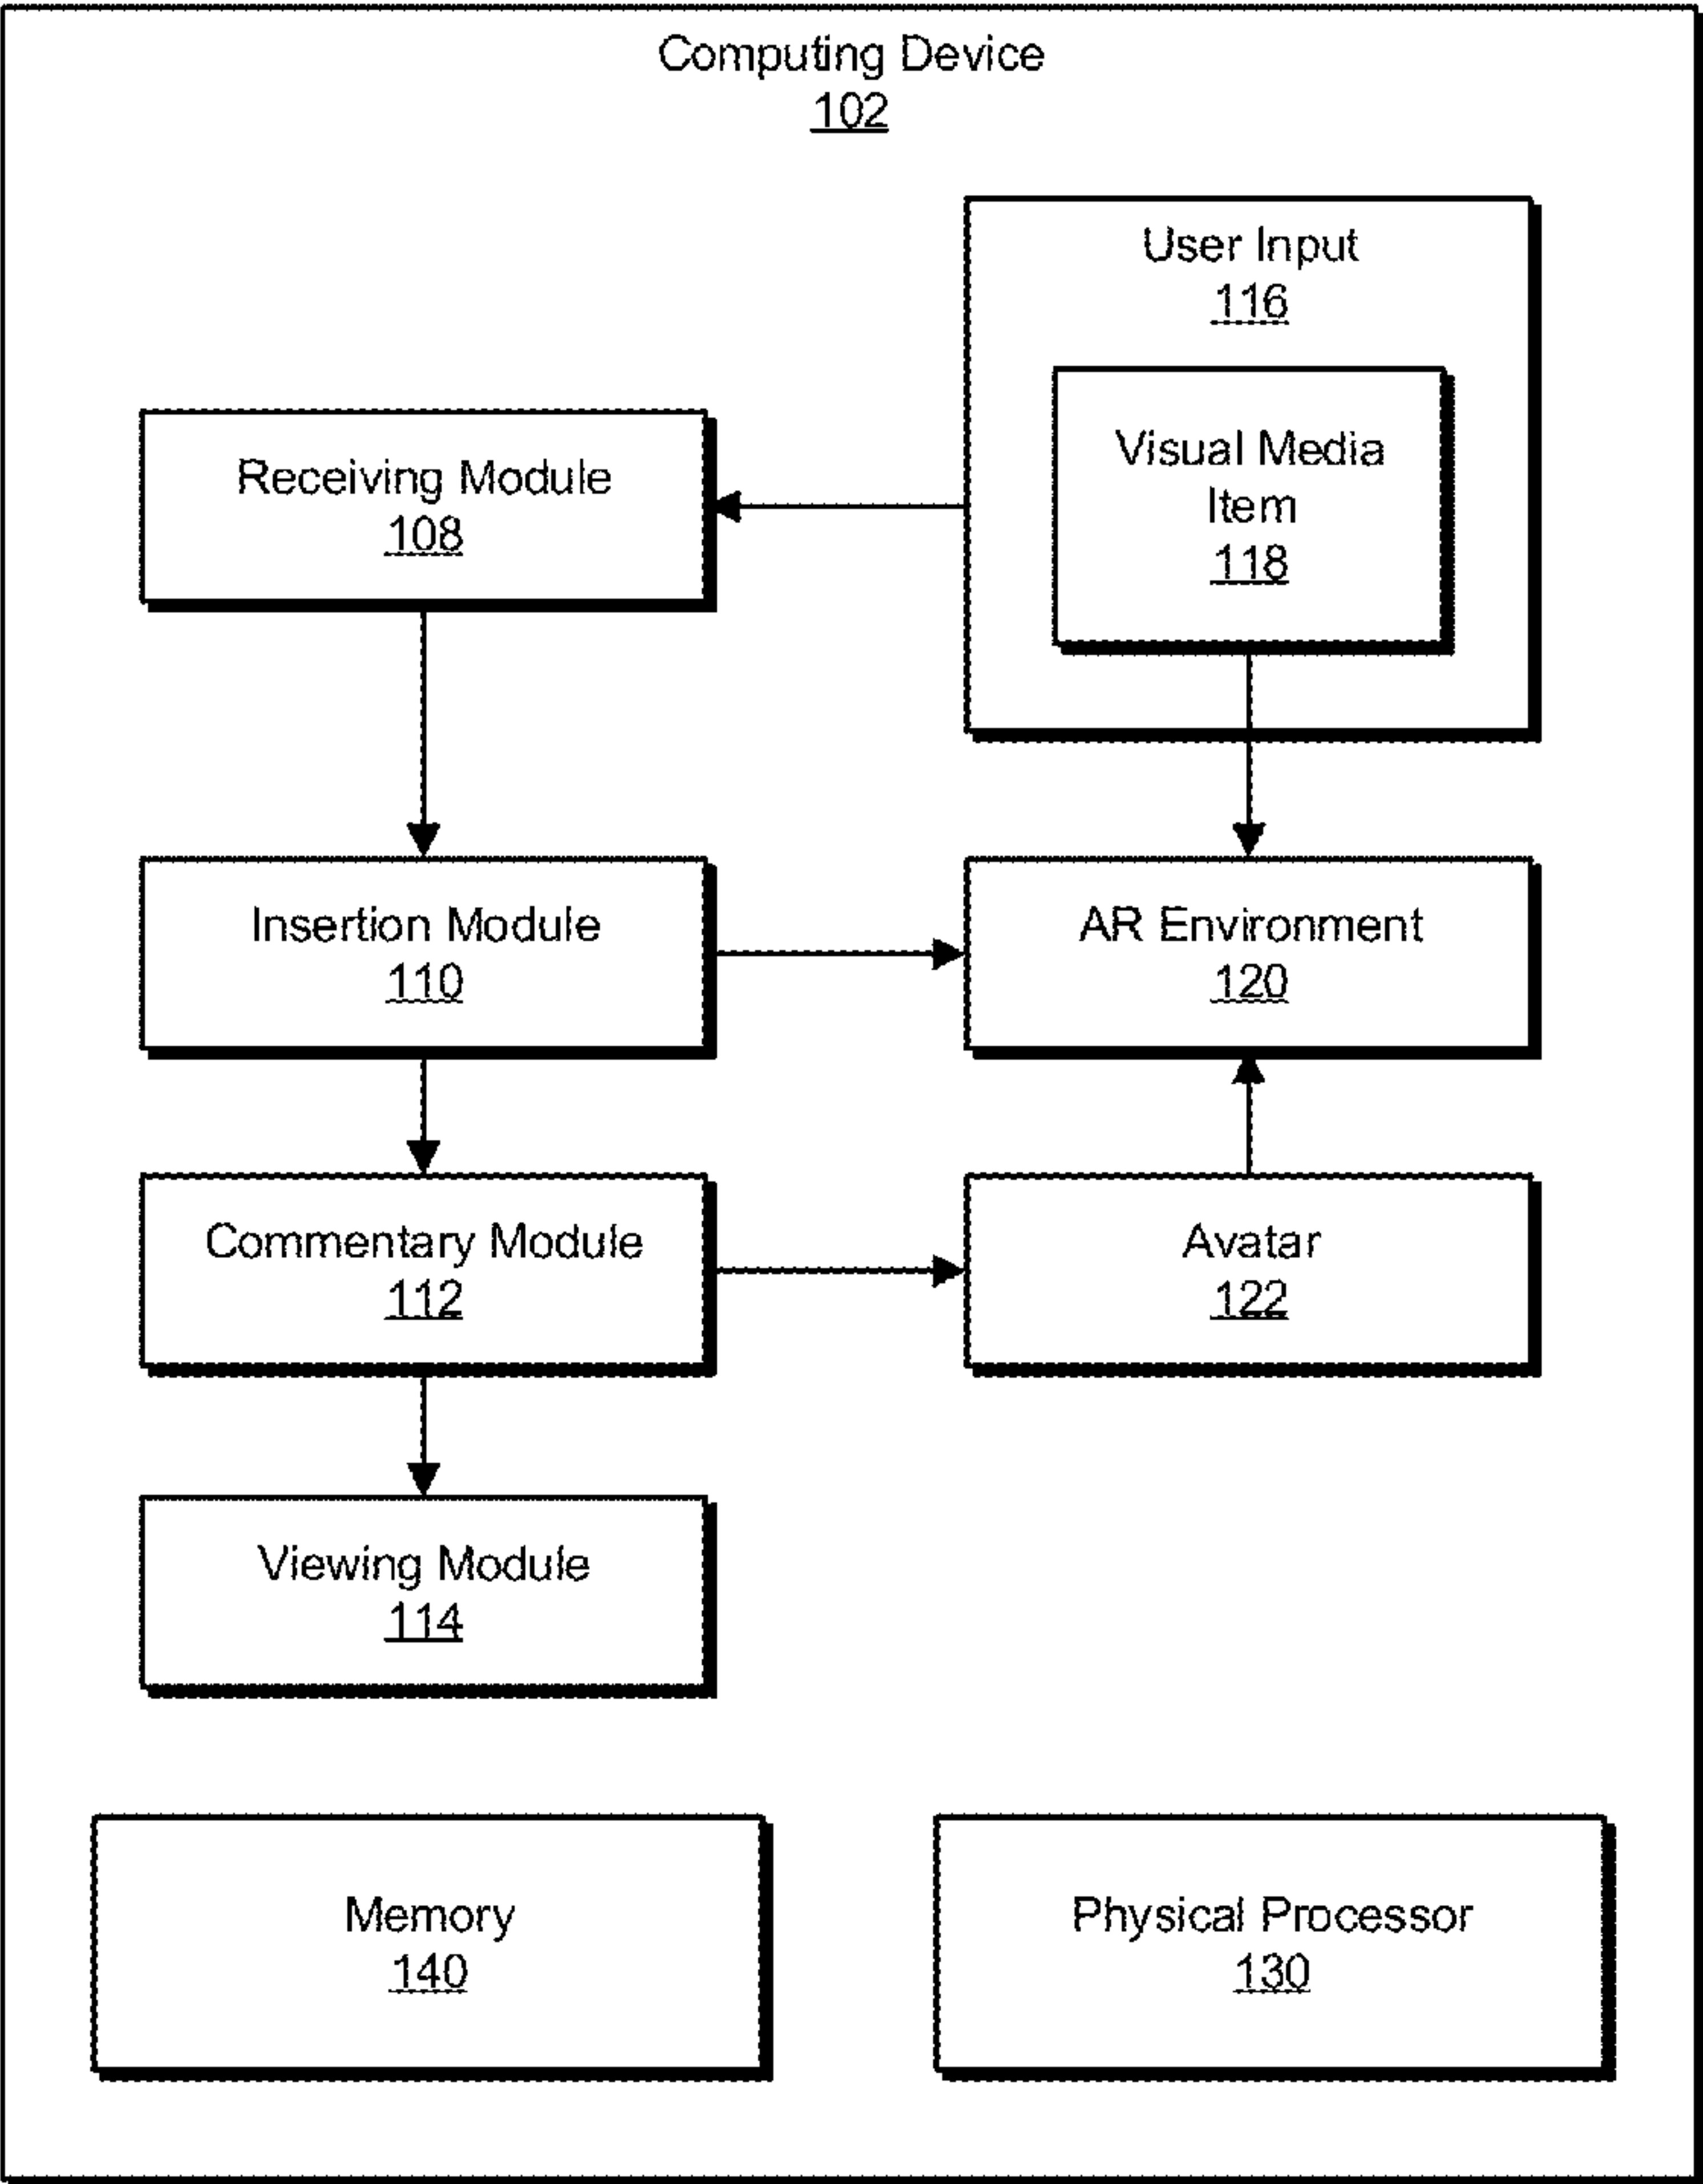 Computing Device
102
User Input
116
Visual Media
Item
118
Receiving Module
108
Insertion Module
110
AR Environment
120
Commentary Module
112
Avatar
122
Viewing Module
114
Memory
140
Physical Processor
130